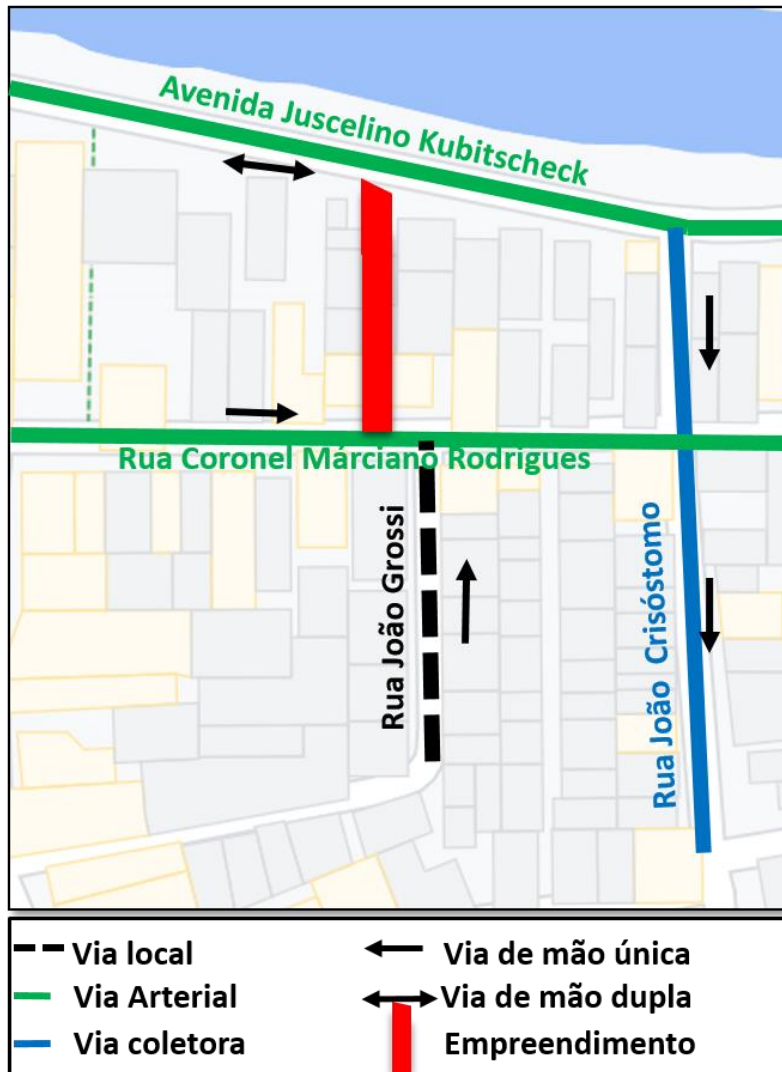 Avenida Juscelino Kubitscheck
Rua Coronel Márciano Rodrigues
Rua João Grossi
Rua João Crisóstomo
Via local
Via de mão única
Via Arterial
Via de mão dupla
Via coletora
Empreendimento